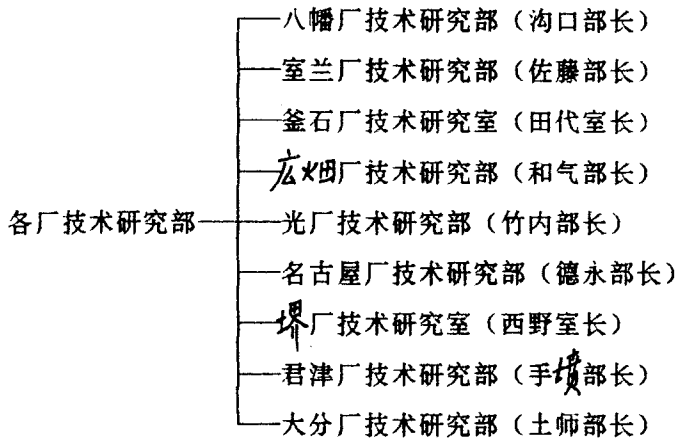 各厂技术研究部
八幡厂技术研究部（沟口部长）
室兰厂技术研究部（佐藤部长）
釜石厂技术研究室（田代室长）
広畑厂技术研究部（和气部长）
光厂技术研究部（竹内部长）
名古屋厂技术研究部（德永部长）
堺厂技术研究室（西野室长）
君津厂技术研究部（手部长）
大分厂技术研究部（土师部长）